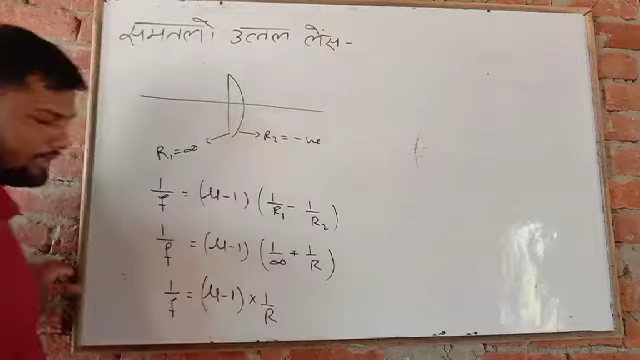 समतलो उत्तल लेंस -
R₁ = ∞
R₂ = - ve
1/f = (μ-1) (1/R₁ - 1/R₂)
1/f = (μ-1) (1/∞ + 1/R)
1/f = (μ-1) × 1/R